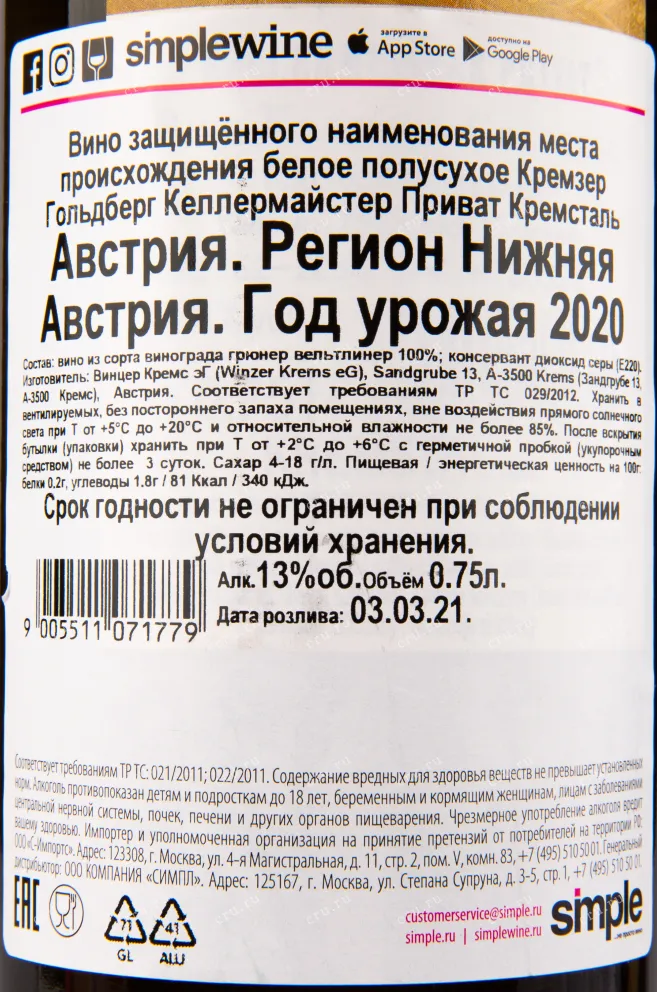 simplewine загрузите в App Store доступно на Google Play
Вино защищённого наименования места
происхождения белое полусухое Кремзер
Гольдберг Келлермайстер Приват Кремсталь
Австрия. Регион Нижняя
Австрия. Год урожая 2020
Состав: вино из сорта винограда грюнер вельтлинер 100%; консервант диоксид серы (Е220).
Изготовитель: Винцер Кремс эГ (Winzer Krems eG), Sandgrube 13, A-3500 Krems (Зандгрубе 13,
А-3500 Кремс), Австрия. Соответствует требованиям ТР ТС 029/2012. Хранить в
вентилируемых, без постороннего запаха помещениях, вне воздействия прямого солнечного
света при Т от +5°С до +20°С и относительной влажности не более 85%. После вскрытия
бутылки (упаковки) хранить при Т от +2°С до +6°С с герметичной пробкой (укупорочным
средством) не более 3 суток. Сахар 4-18 г/л. Пищевая / энергетическая ценность на 100г:
белки 0.2г, углеводы 1.8г / 81 Ккал / 340 кДж.
Срок годности не ограничен при соблюдении
условий хранения.
Алк.13%об.Объём 0.75л.
Дата розлива: 03.03.21.
9 005511 071779
Соответствует требованиям ТР ТС: 021/2011; 022/2011. Содержание вредных для здоровья веществ не превышает установленных
норм. Алкоголь противопоказан детям и подросткам до 18 лет, беременным и кормящим женщинам, лицам с заболеваниями
центральной нервной системы, почек, печени и других органов пищеварения. Чрезмерное употребление алкоголя вредит
вашему здоровью. Импортер и уполномоченная организация на принятие претензий от потребителей на территории РФ:
ООО «С-Импортс». Адрес: 123308, г. Москва, ул. 4-я Магистральная, д. 11, стр. 2, пом. V, комн. 83, +7 (495) 510 50 01. Генеральный
дистрибьютор: ООО КОМПАНИЯ «СИМПЛ». Адрес: 125167, г. Москва, ул. Степана Супруна, д. 3-5, стр. 1, +7 (495) 510 50 01.
EAC
71 41
GL ALU
customerservice@simple.ru
simple.ru | simplewine.ru
simple
...не просто вино